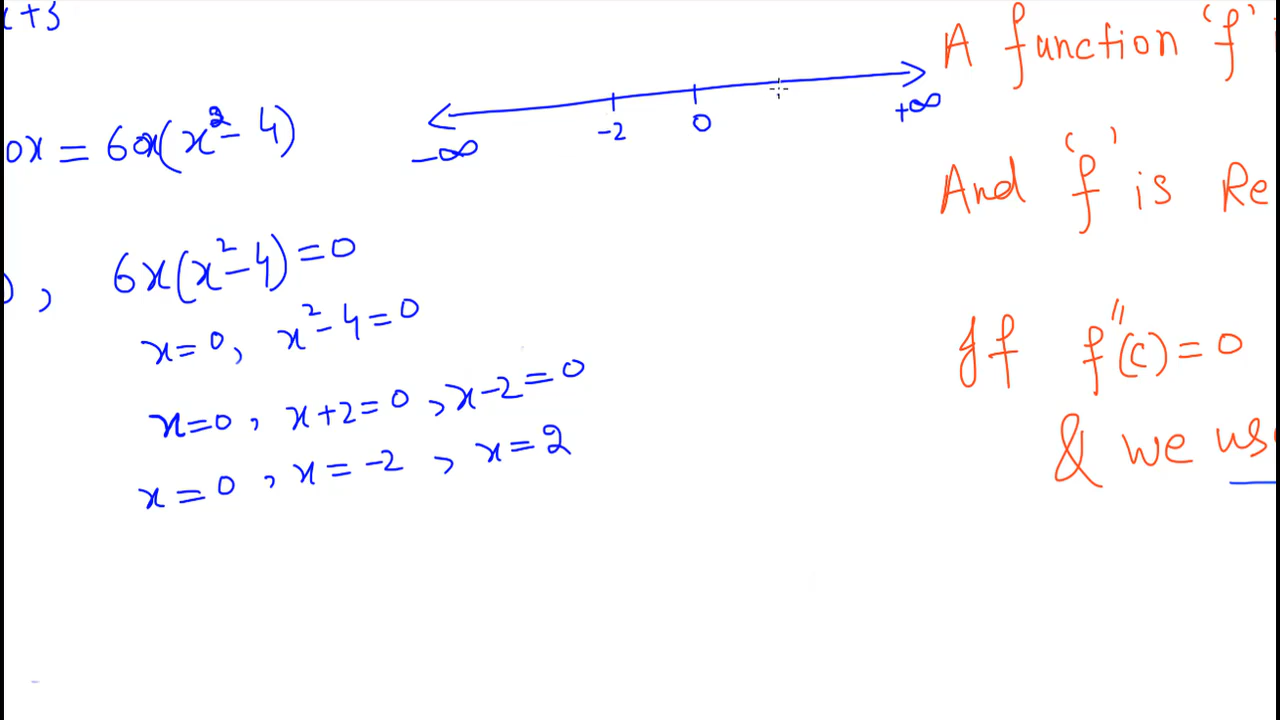 x+3
0x = 60x(x² - 4)
-∞ -2 0 +∞
6x(x² - 4) = 0
x = 0, x² - 4 = 0
x = 0, x + 2 = 0, x - 2 = 0
x = 0, x = -2, x = 2
A function 'f'
And 'f' is Re
If f''(c) = 0
& we us